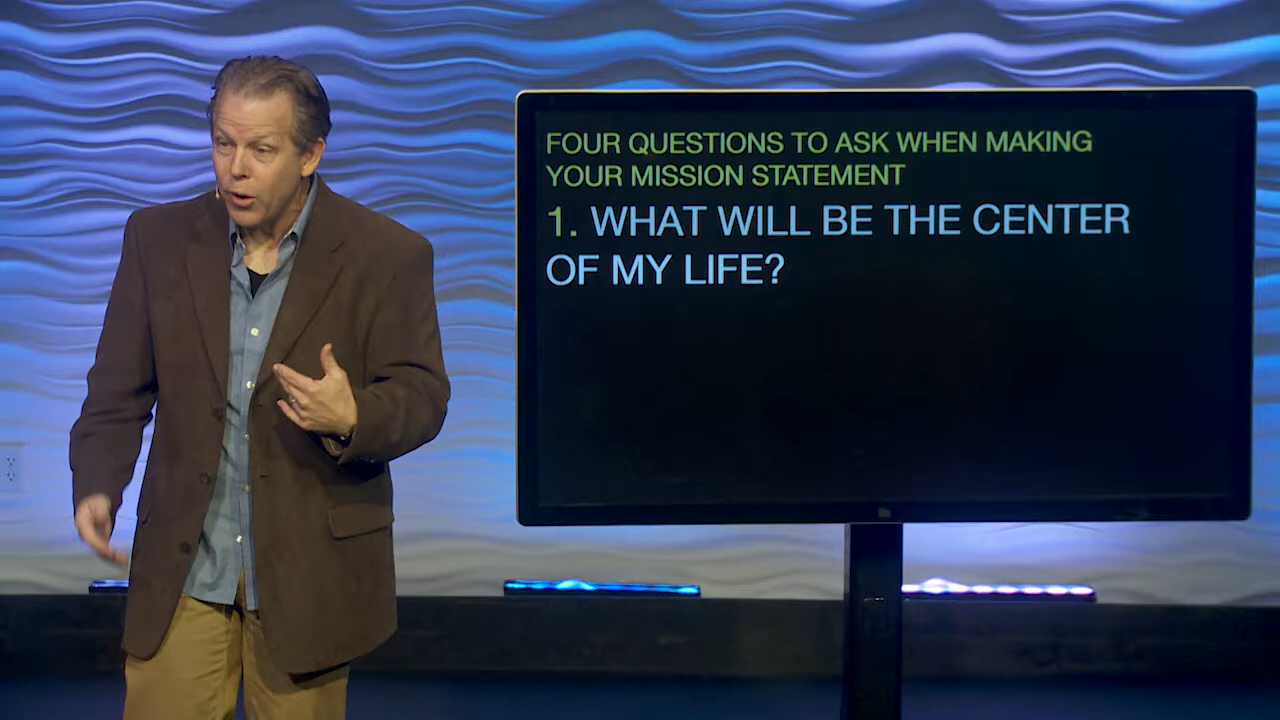 FOUR QUESTIONS TO ASK WHEN MAKING
YOUR MISSION STATEMENT
1. WHAT WILL BE THE CENTER
OF MY LIFE?